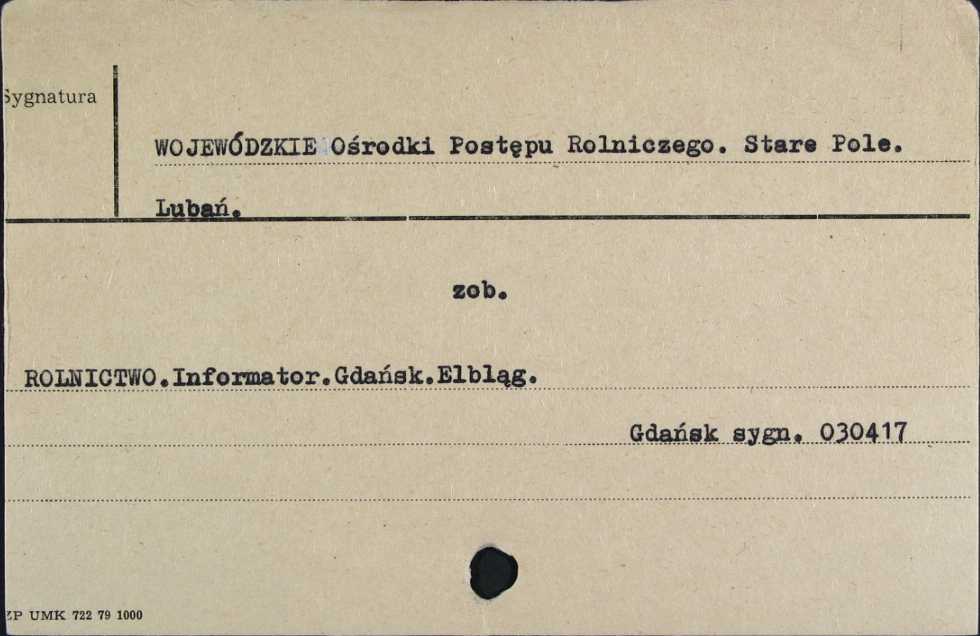 Sygnatura
WOJEWÓDZKIE Ośrodki Postępu Rolniczego. Stare Pole.
Lubań.
zob.
ROLNICTWO.Informator.Gdańsk.Elbląg.
Gdańsk sygn. 030417
ZP UMK 722 79 1000